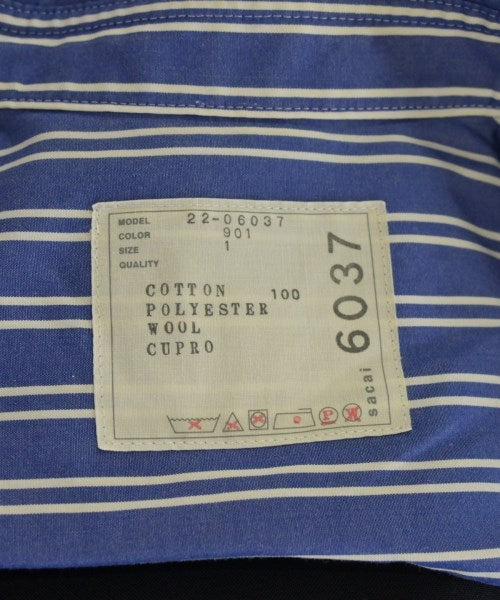 MODEL 22-06037
COLOR 901
SIZE 1
QUALITY
COTTON 100
POLYESTER
WOOL
CUPRO
sacai 6037
P W